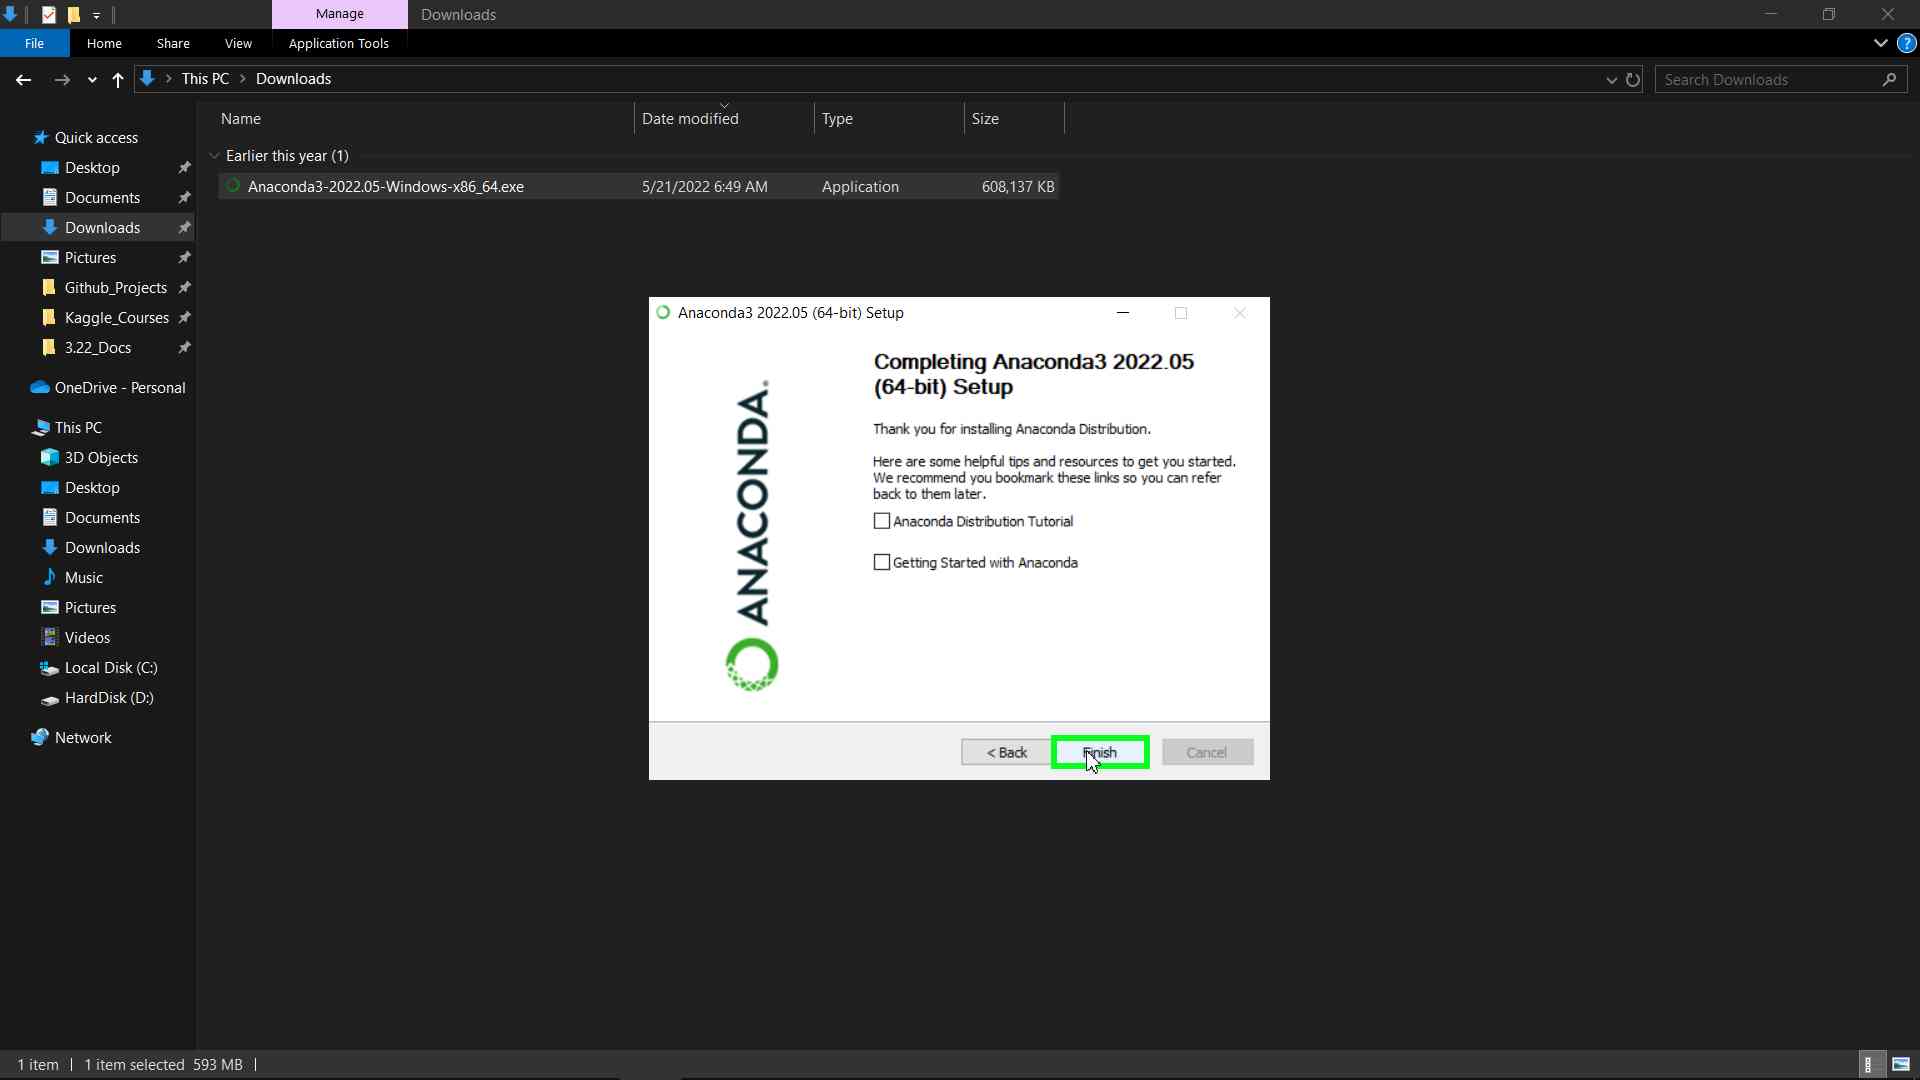 Manage
Downloads
File
Home
Share
View
Application Tools
?
This PC > Downloads
Search Downloads
Name
Date modified
Type
Size
Earlier this year (1)
Anaconda3-2022.05-Windows-x86_64.exe
5/21/2022 6:49 AM
Application
608,137 KB
Quick access
Desktop
Documents
Downloads
Pictures
Github_Projects
Kaggle_Courses
3.22_Docs
OneDrive - Personal
This PC
3D Objects
Desktop
Documents
Downloads
Music
Pictures
Videos
Local Disk (C:)
HardDisk (D:)
Network
Anaconda3 2022.05 (64-bit) Setup
ANACONDA.
Completing Anaconda3 2022.05
(64-bit) Setup
Thank you for installing Anaconda Distribution.
Here are some helpful tips and resources to get you started.
We recommend you bookmark these links so you can refer
back to them later.
Anaconda Distribution Tutorial
Getting Started with Anaconda
< Back
Finish
Cancel
1 item
1 item selected 593 MB